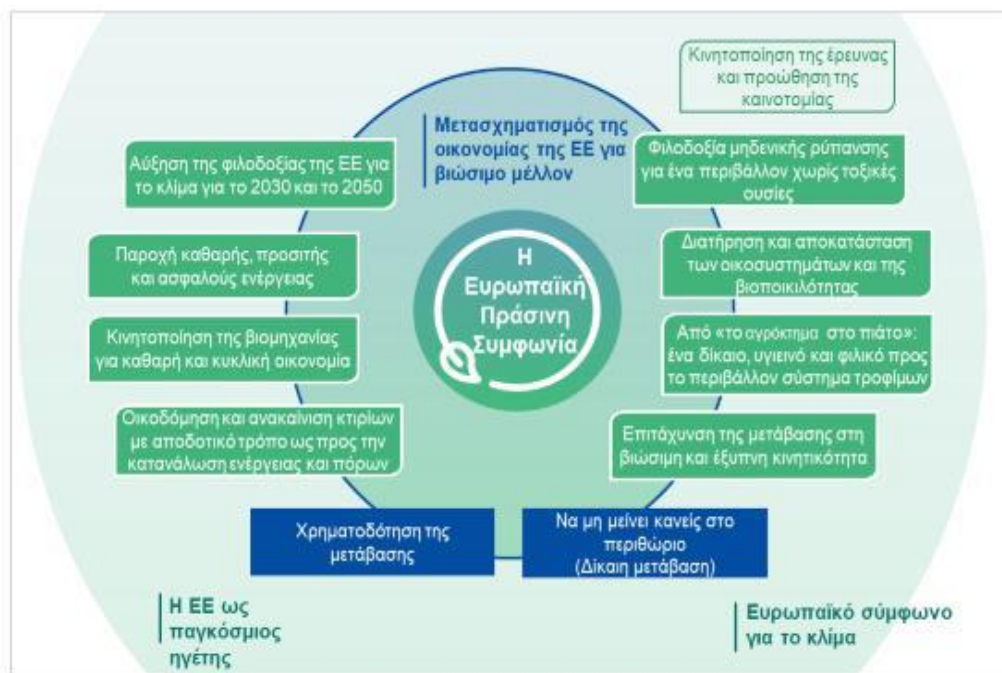 Κινητοποίηση της έρευνας
και προώθηση της
καινοτομίας
Μετασχηματισμός της
οικονομίας της ΕΕ για
βιώσιμο μέλλον
Αύξηση της φιλοδοξίας της ΕΕ για
το κλίμα για το 2030 και το 2050
Φιλοδοξία μηδενικής ρύπανσης
για ένα περιβάλλον χωρίς τοξικές
ουσίες
Παροχή καθαρής, προσιτής
και ασφαλούς ενέργειας
Διατήρηση και αποκατάσταση
των οικοσυστημάτων και της
βιοποικιλότητας
Η
Ευρωπαϊκή
Πράσινη
Συμφωνία
Κινητοποίηση της βιομηχανίας
για καθαρή και κυκλική οικονομία
Από «το αγρόκτημα στο πιάτο»:
ένα δίκαιο, υγιεινό και φιλικό προς
το περιβάλλον σύστημα τροφίμων
Οικοδόμηση και ανακαίνιση κτιρίων
με αποδοτικό τρόπο ως προς την
κατανάλωση ενέργειας και πόρων
Επιτάχυνση της μετάβασης στη
βιώσιμη και έξυπνη κινητικότητα
Χρηματοδότηση της
μετάβασης
Να μη μείνει κανείς στο
περιθώριο
(Δίκαιη μετάβαση)
Η ΕΕ ως
παγκόσμιος
ηγέτης
Ευρωπαϊκό σύμφωνο
για το κλίμα